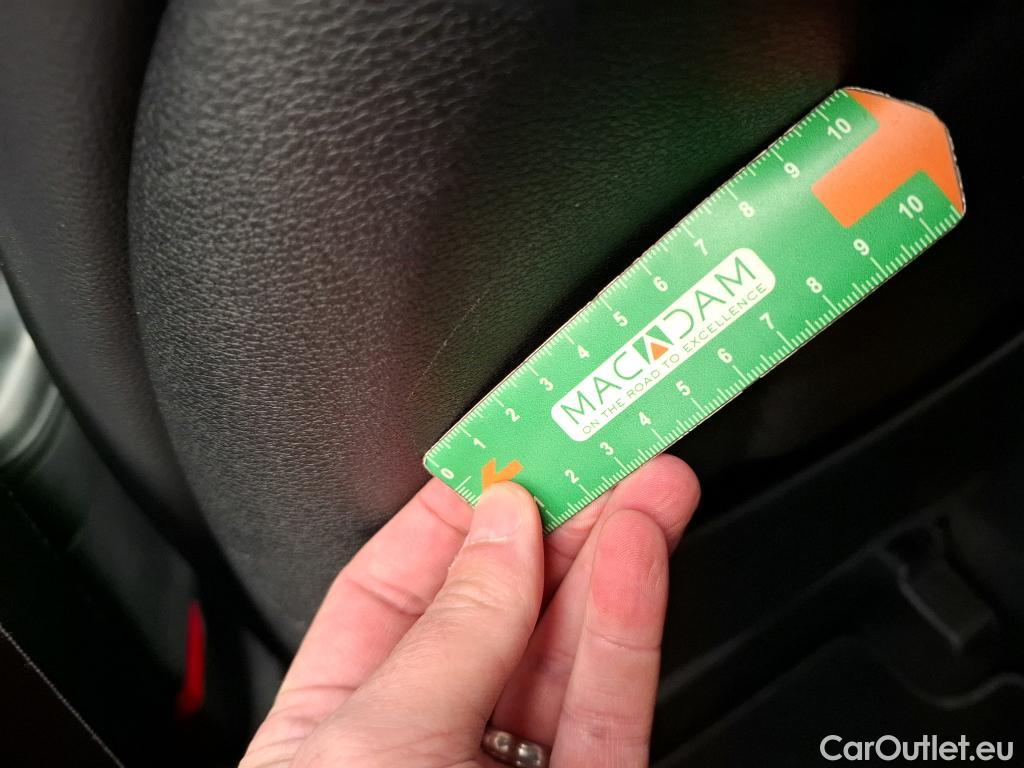 0 1 2 3 4 5 6 7 8 9 10
MACADAM
ON THE ROAD TO EXCELLENCE
1 2 3 4 5 6 7 8 9 10
CarOutlet.eu